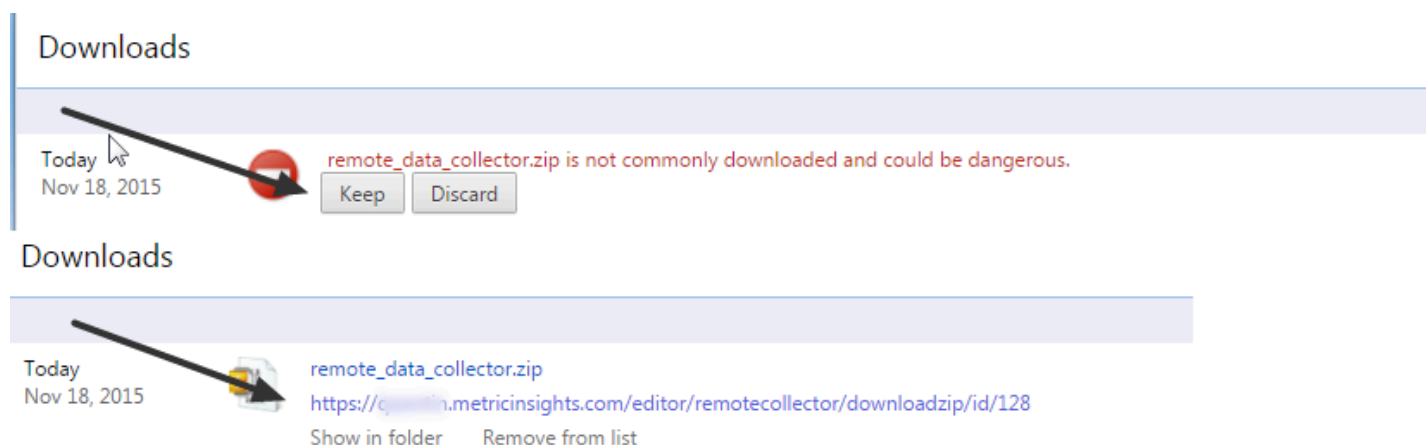 Downloads
Today
remote_data_collector.zip is not commonly downloaded and could be dangerous.
Nov 18, 2015
Keep Discard
Downloads
Today
remote_data_collector.zip
Nov 18, 2015
https:// .metricinsights.com/editor/remotecollector/downloadzip/id/128
Show in folder Remove from list